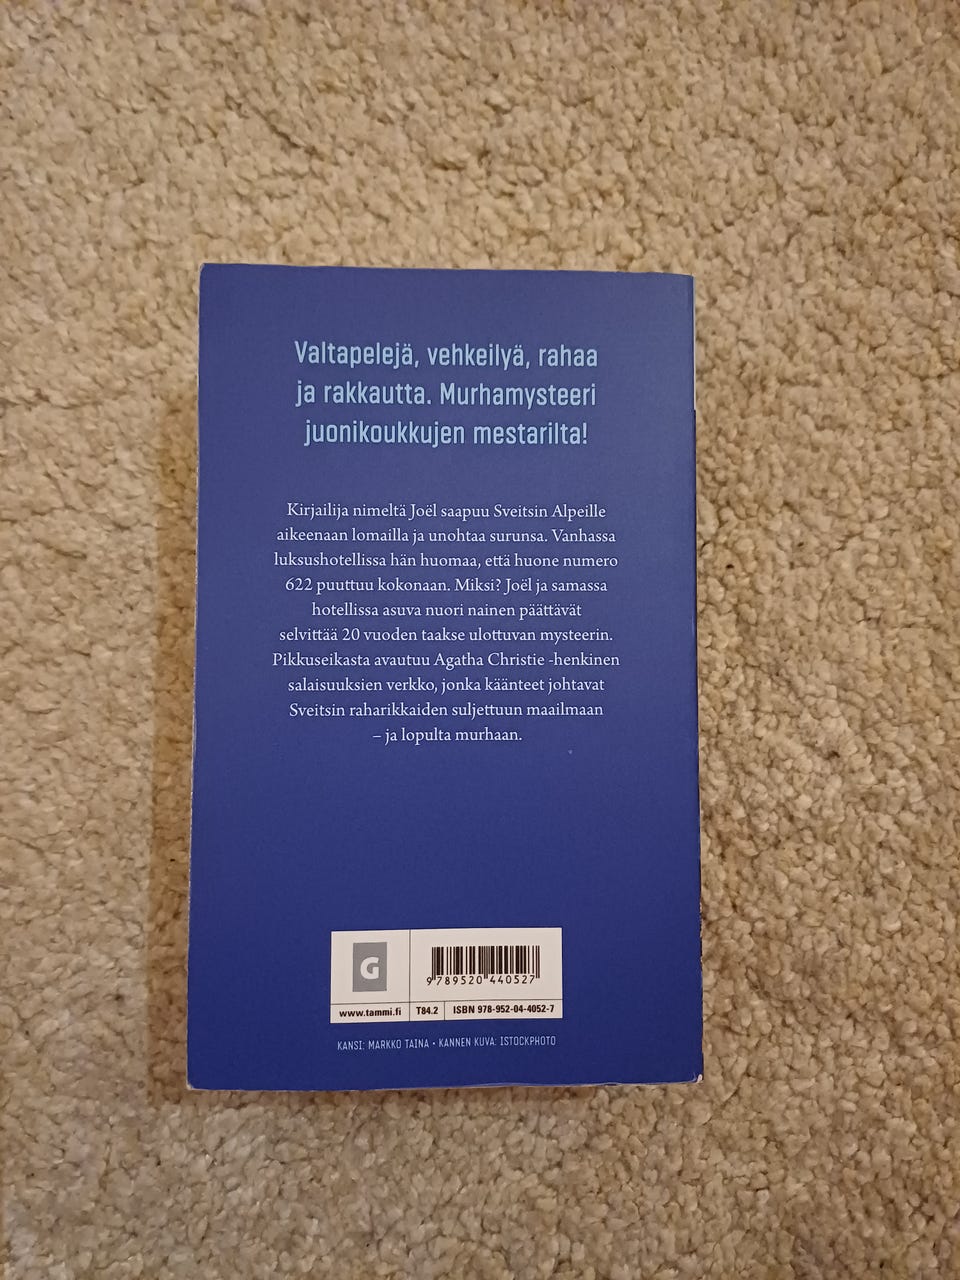 Valtapelejä, vehkeilyä, rahaa
ja rakkautta. Murhamysteeri
juonikoukkujen mestarilta!
Kirjailija nimeltä Joël saapuu Sveitsin Alpeille
aikeenaan lomailla ja unohtaa surunsa. Vanhassa
luksushotellissa hän huomaa, että huone numero
622 puuttuu kokonaan. Miksi? Joël ja samassa
hotellissa asuva nuori nainen päättävät
selvittää 20 vuoden taakse ulottuvan mysteerin.
Pikkuseikasta avautuu Agatha Christie -henkinen
salaisuuksien verkko, jonka käänteet johtavat
Sveitsin raharikkaiden suljettuun maailmaan
– ja lopulta murhaan.
G
9 789520 440527
www.tammi.fi T84.2 ISBN 978-952-04-4052-7
KANSI: MARKKO TAINA • KANNEN KUVA: ISTOCKPHOTO